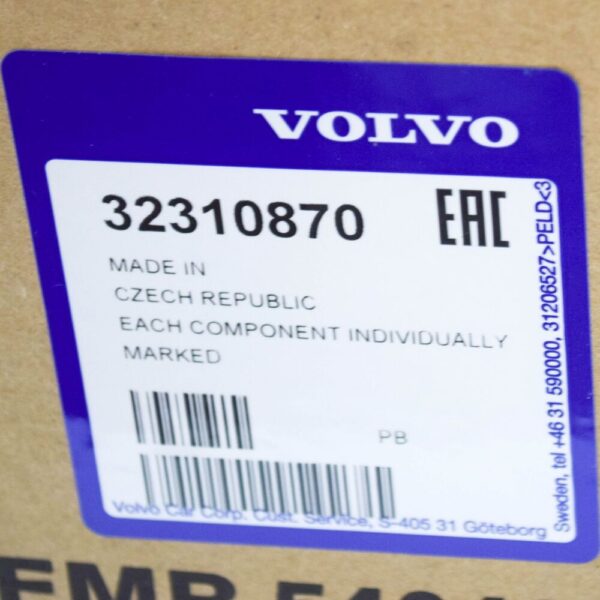 VOLVO
32310870 EAC
MADE IN
CZECH REPUBLIC
EACH COMPONENT INDIVIDUALLY
MARKED
PB
Volvo Car Corp. Cust. Service, S-405 31 Göteborg
Sweden, tel +46 31 590000, 31206527>PELD<3